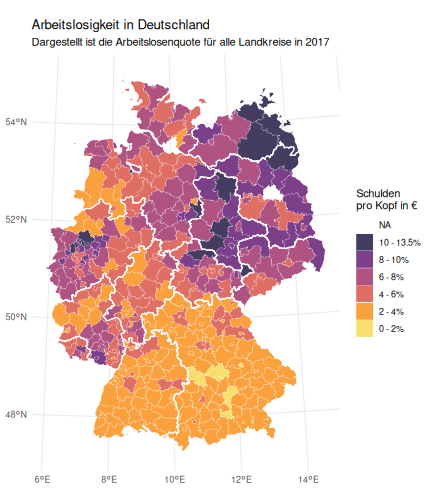 Arbeitslosigkeit in Deutschland
Dargestellt ist die Arbeitslosenquote für alle Landkreise in 2017
54°N
52°N
50°N
48°N
6°E 8°E 10°E 12°E 14°E
Schulden
pro Kopf in €
NA
10 - 13.5%
8 - 10%
6 - 8%
4 - 6%
2 - 4%
0 - 2%